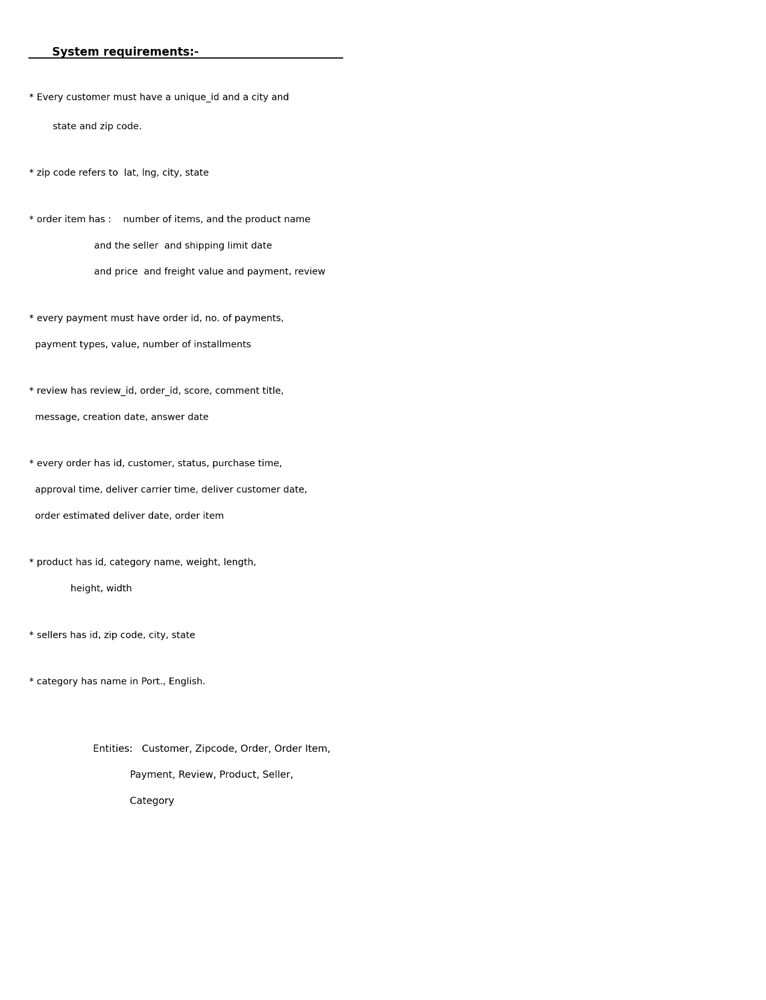 System requirements:-
* Every customer must have a unique_id and a city and
state and zip code.
* zip code refers to  lat, lng, city, state
* order item has :    number of items, and the product name
and the seller  and shipping limit date
and price  and freight value and payment, review
* every payment must have order id, no. of payments,
payment types, value, number of installments
* review has review_id, order_id, score, comment title,
message, creation date, answer date
* every order has id, customer, status, purchase time,
approval time, deliver carrier time, deliver customer date,
order estimated deliver date, order item
* product has id, category name, weight, length,
height, width
* sellers has id, zip code, city, state
* category has name in Port., English.
Entities:   Customer, Zipcode, Order, Order Item,
Payment, Review, Product, Seller,
Category